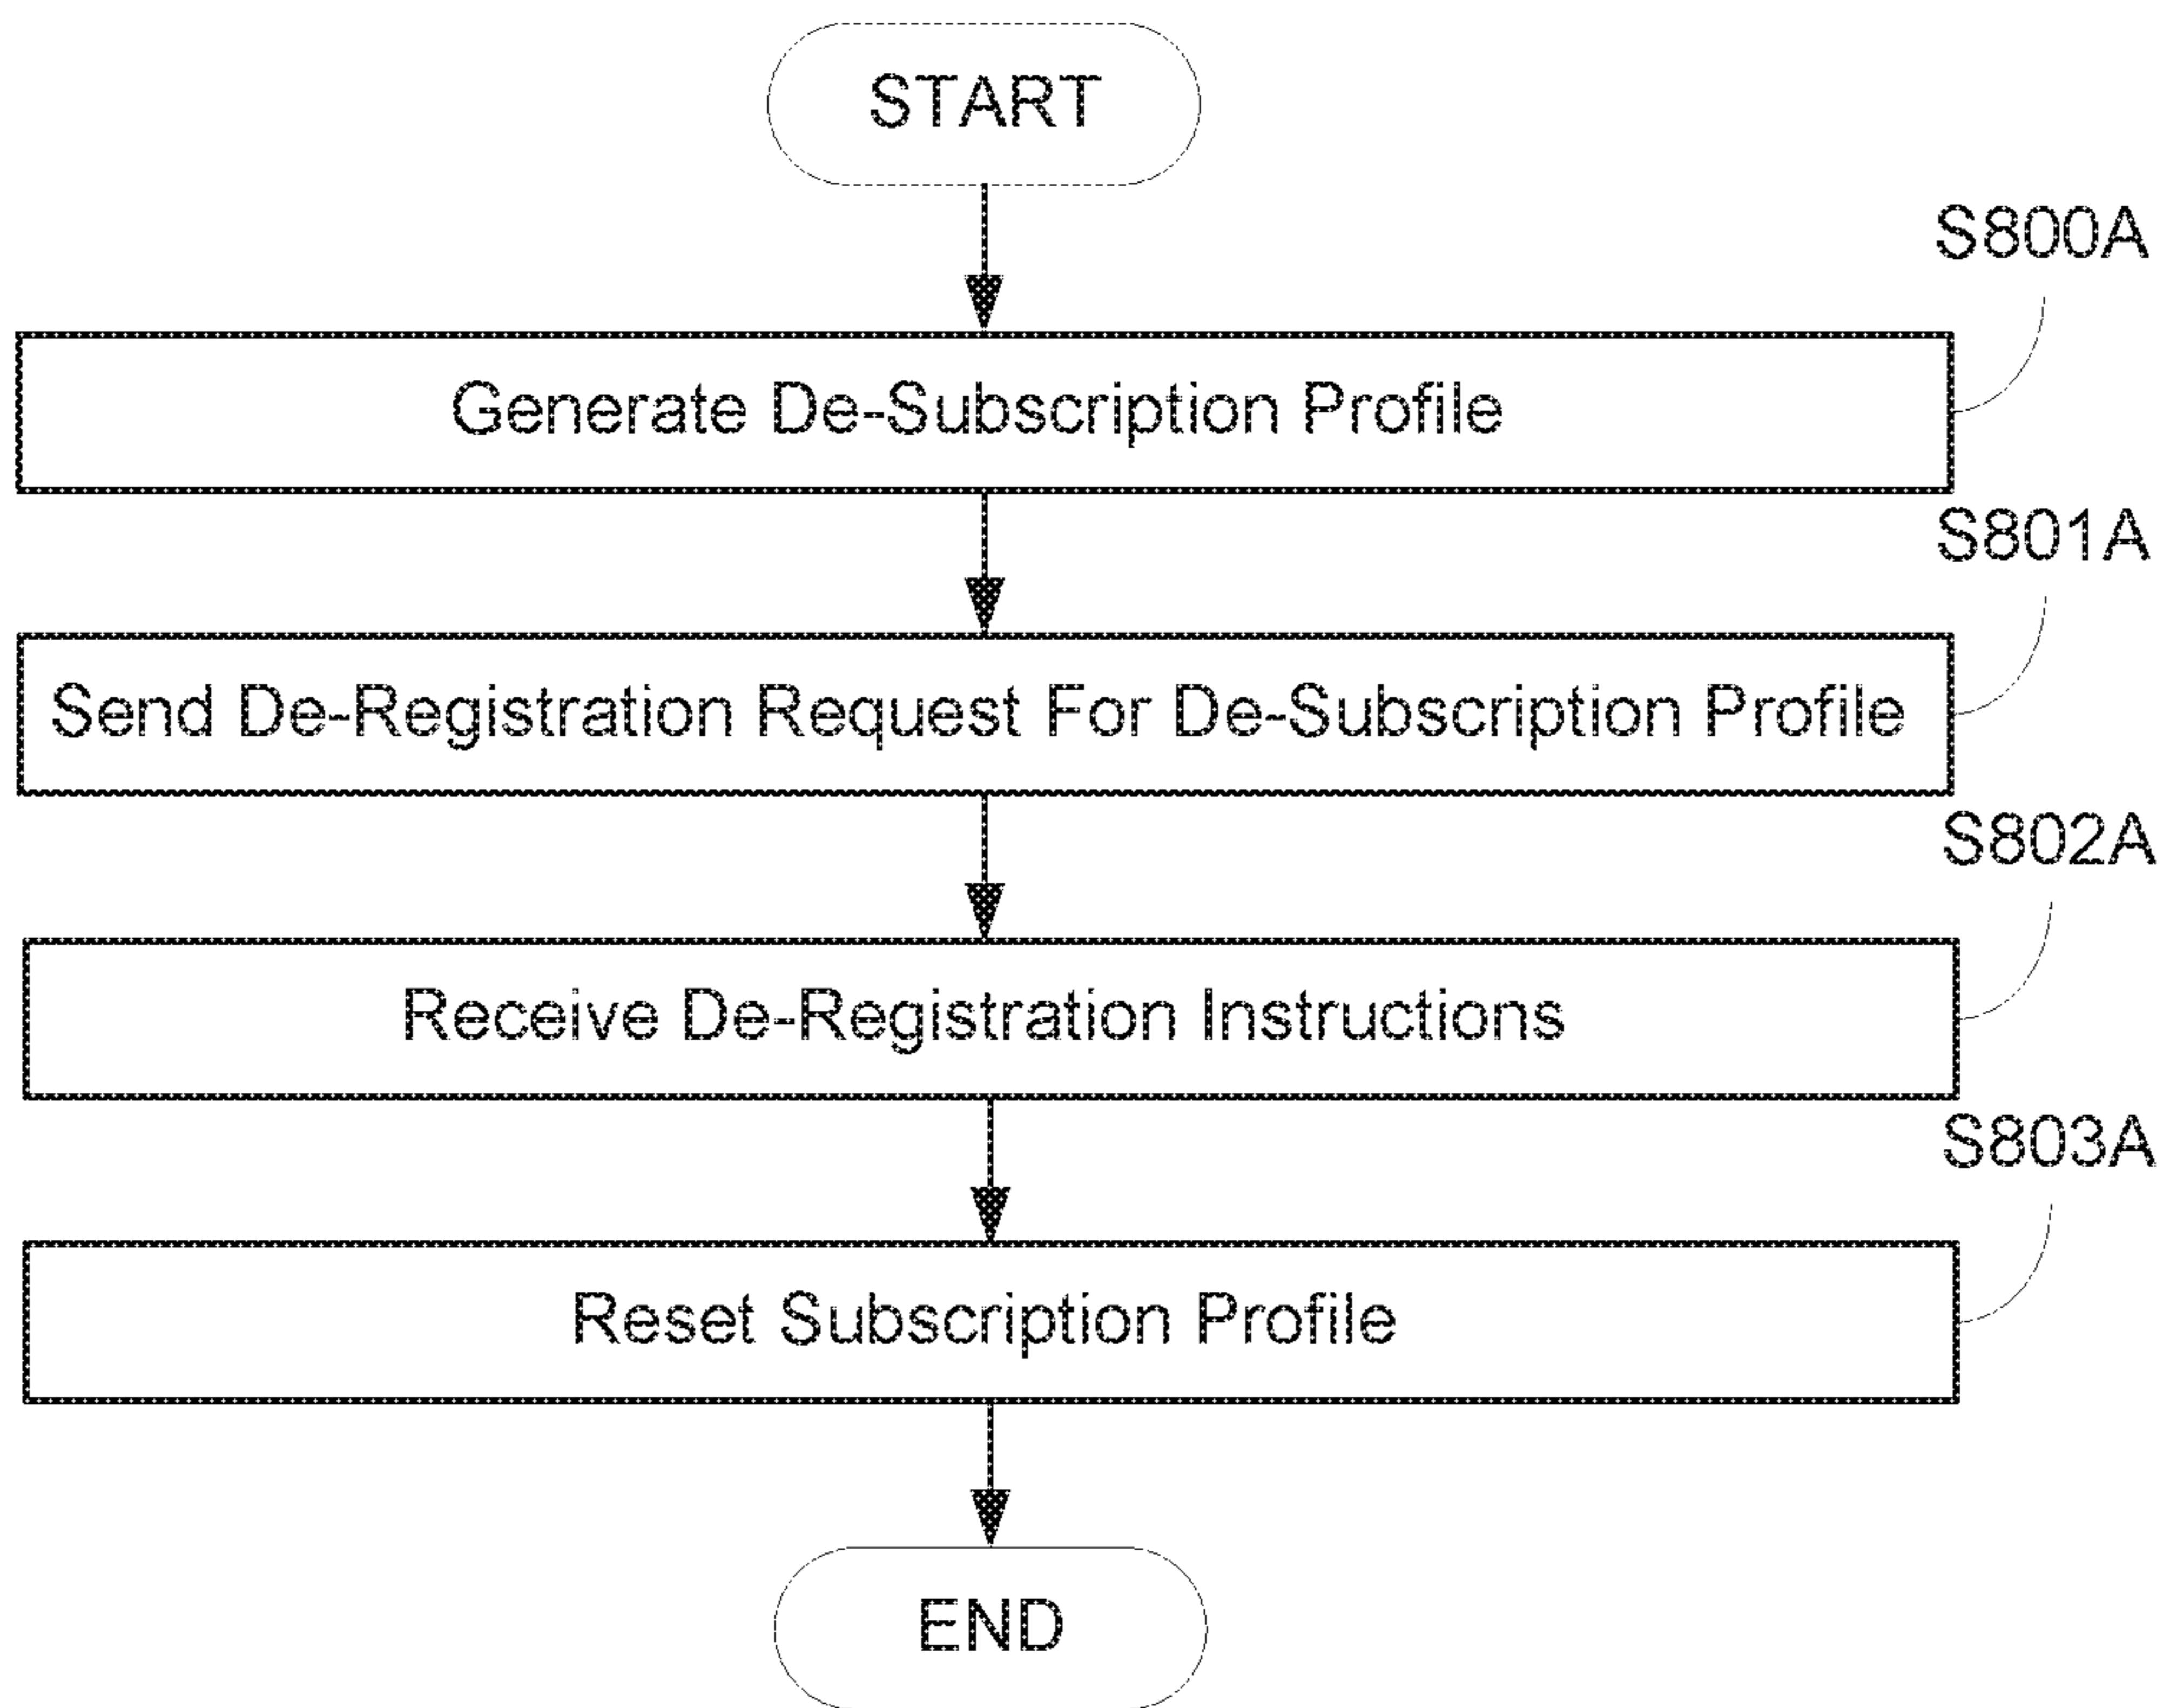 START
S800A
Generate De-Subscription Profile
S801A
Send De-Registration Request For De-Subscription Profile
S802A
Receive De-Registration Instructions
S803A
Reset Subscription Profile
END